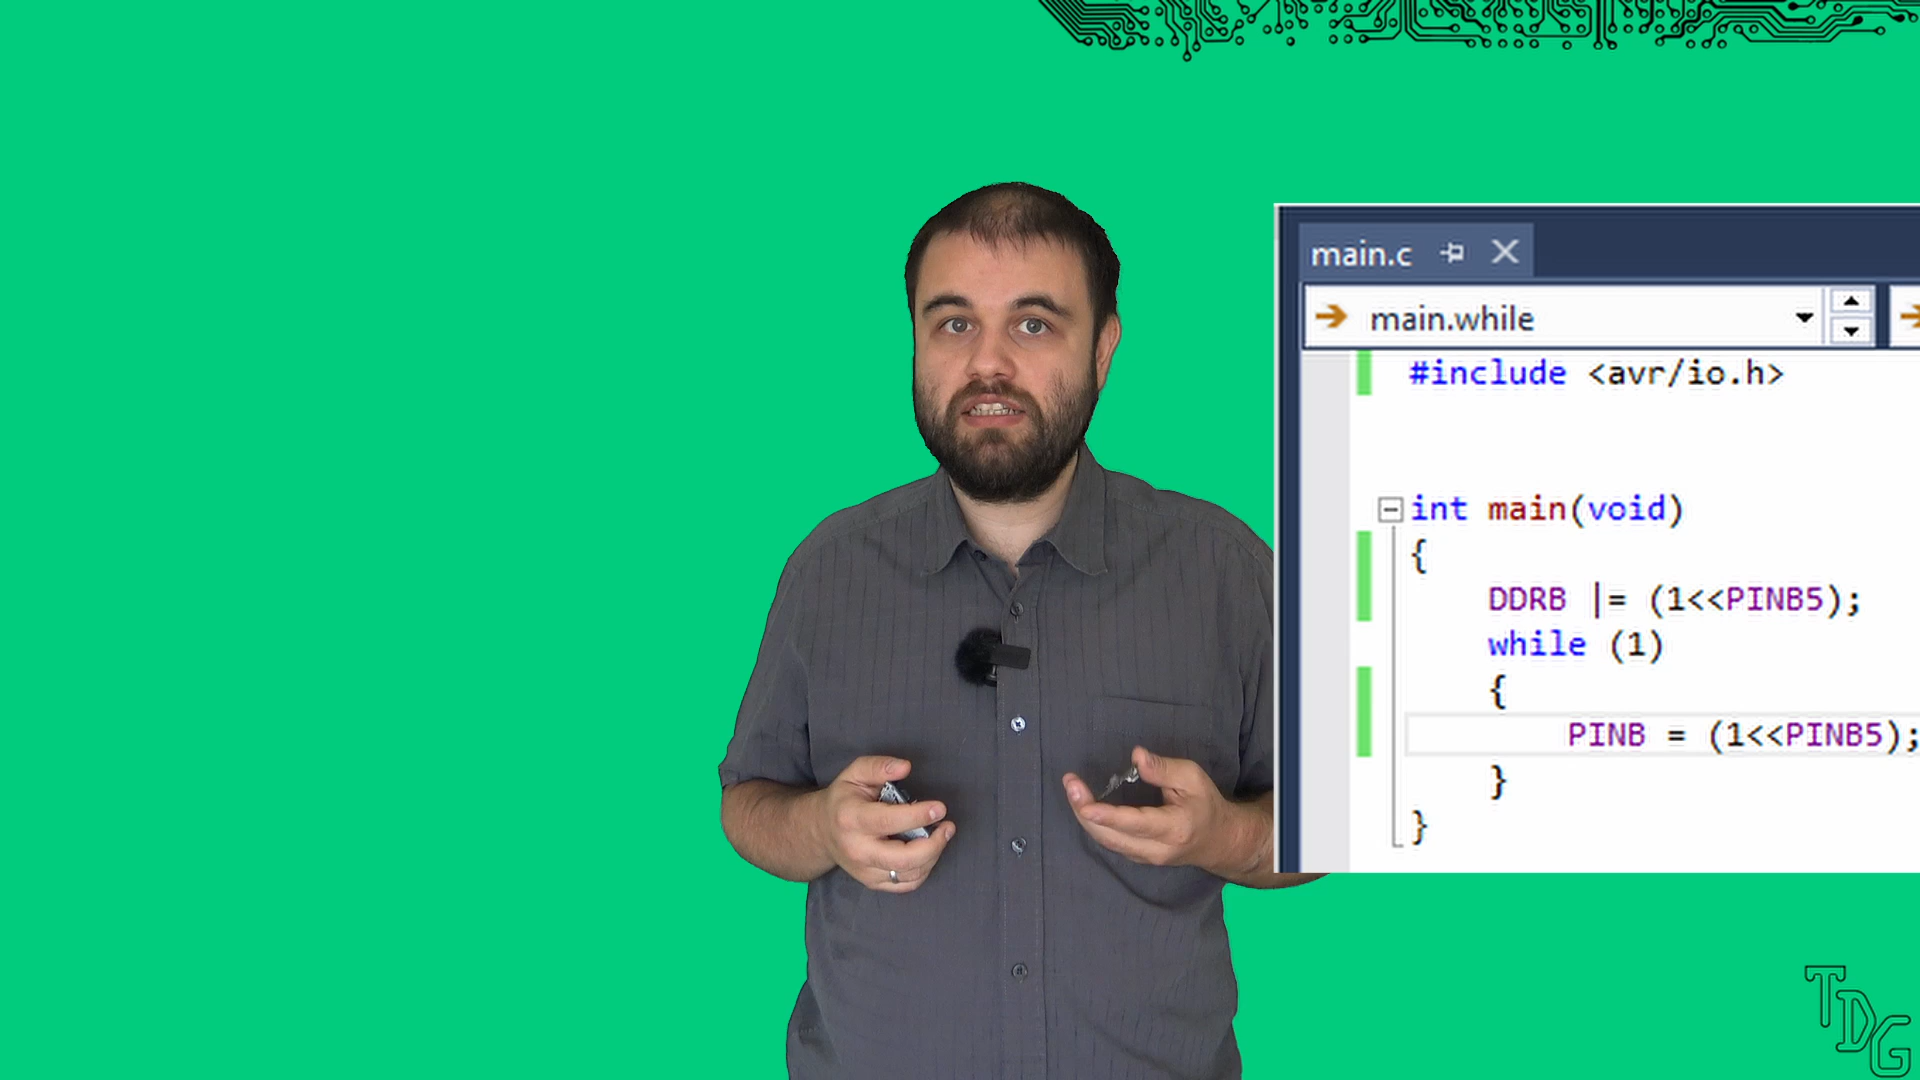 main.c
main.while
#include <avr/io.h>
int main(void)
{
DDRB |= (1<<PINB5);
while (1)
{
PINB = (1<<PINB5);
}
}
TDG